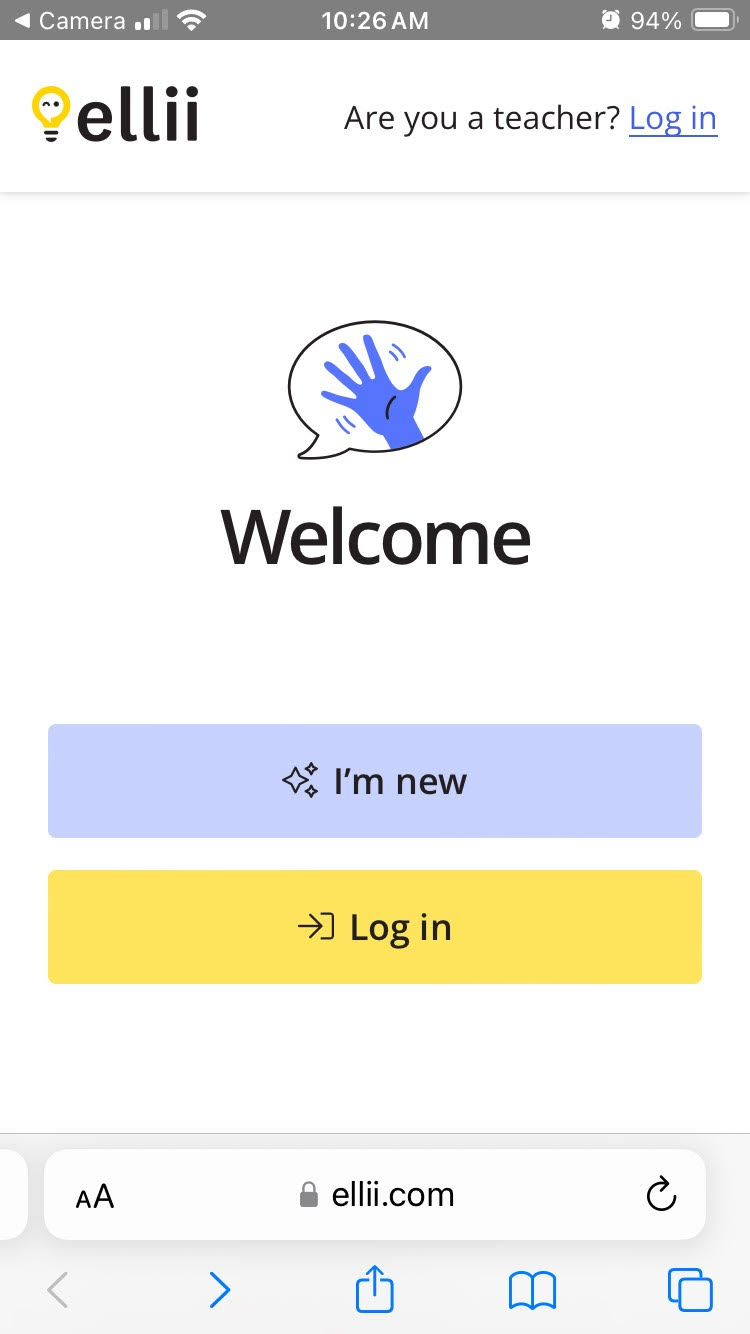 Camera 10:26 AM 94%
ellii Are you a teacher? Log in
Welcome
I'm new
Log in
AA ellii.com